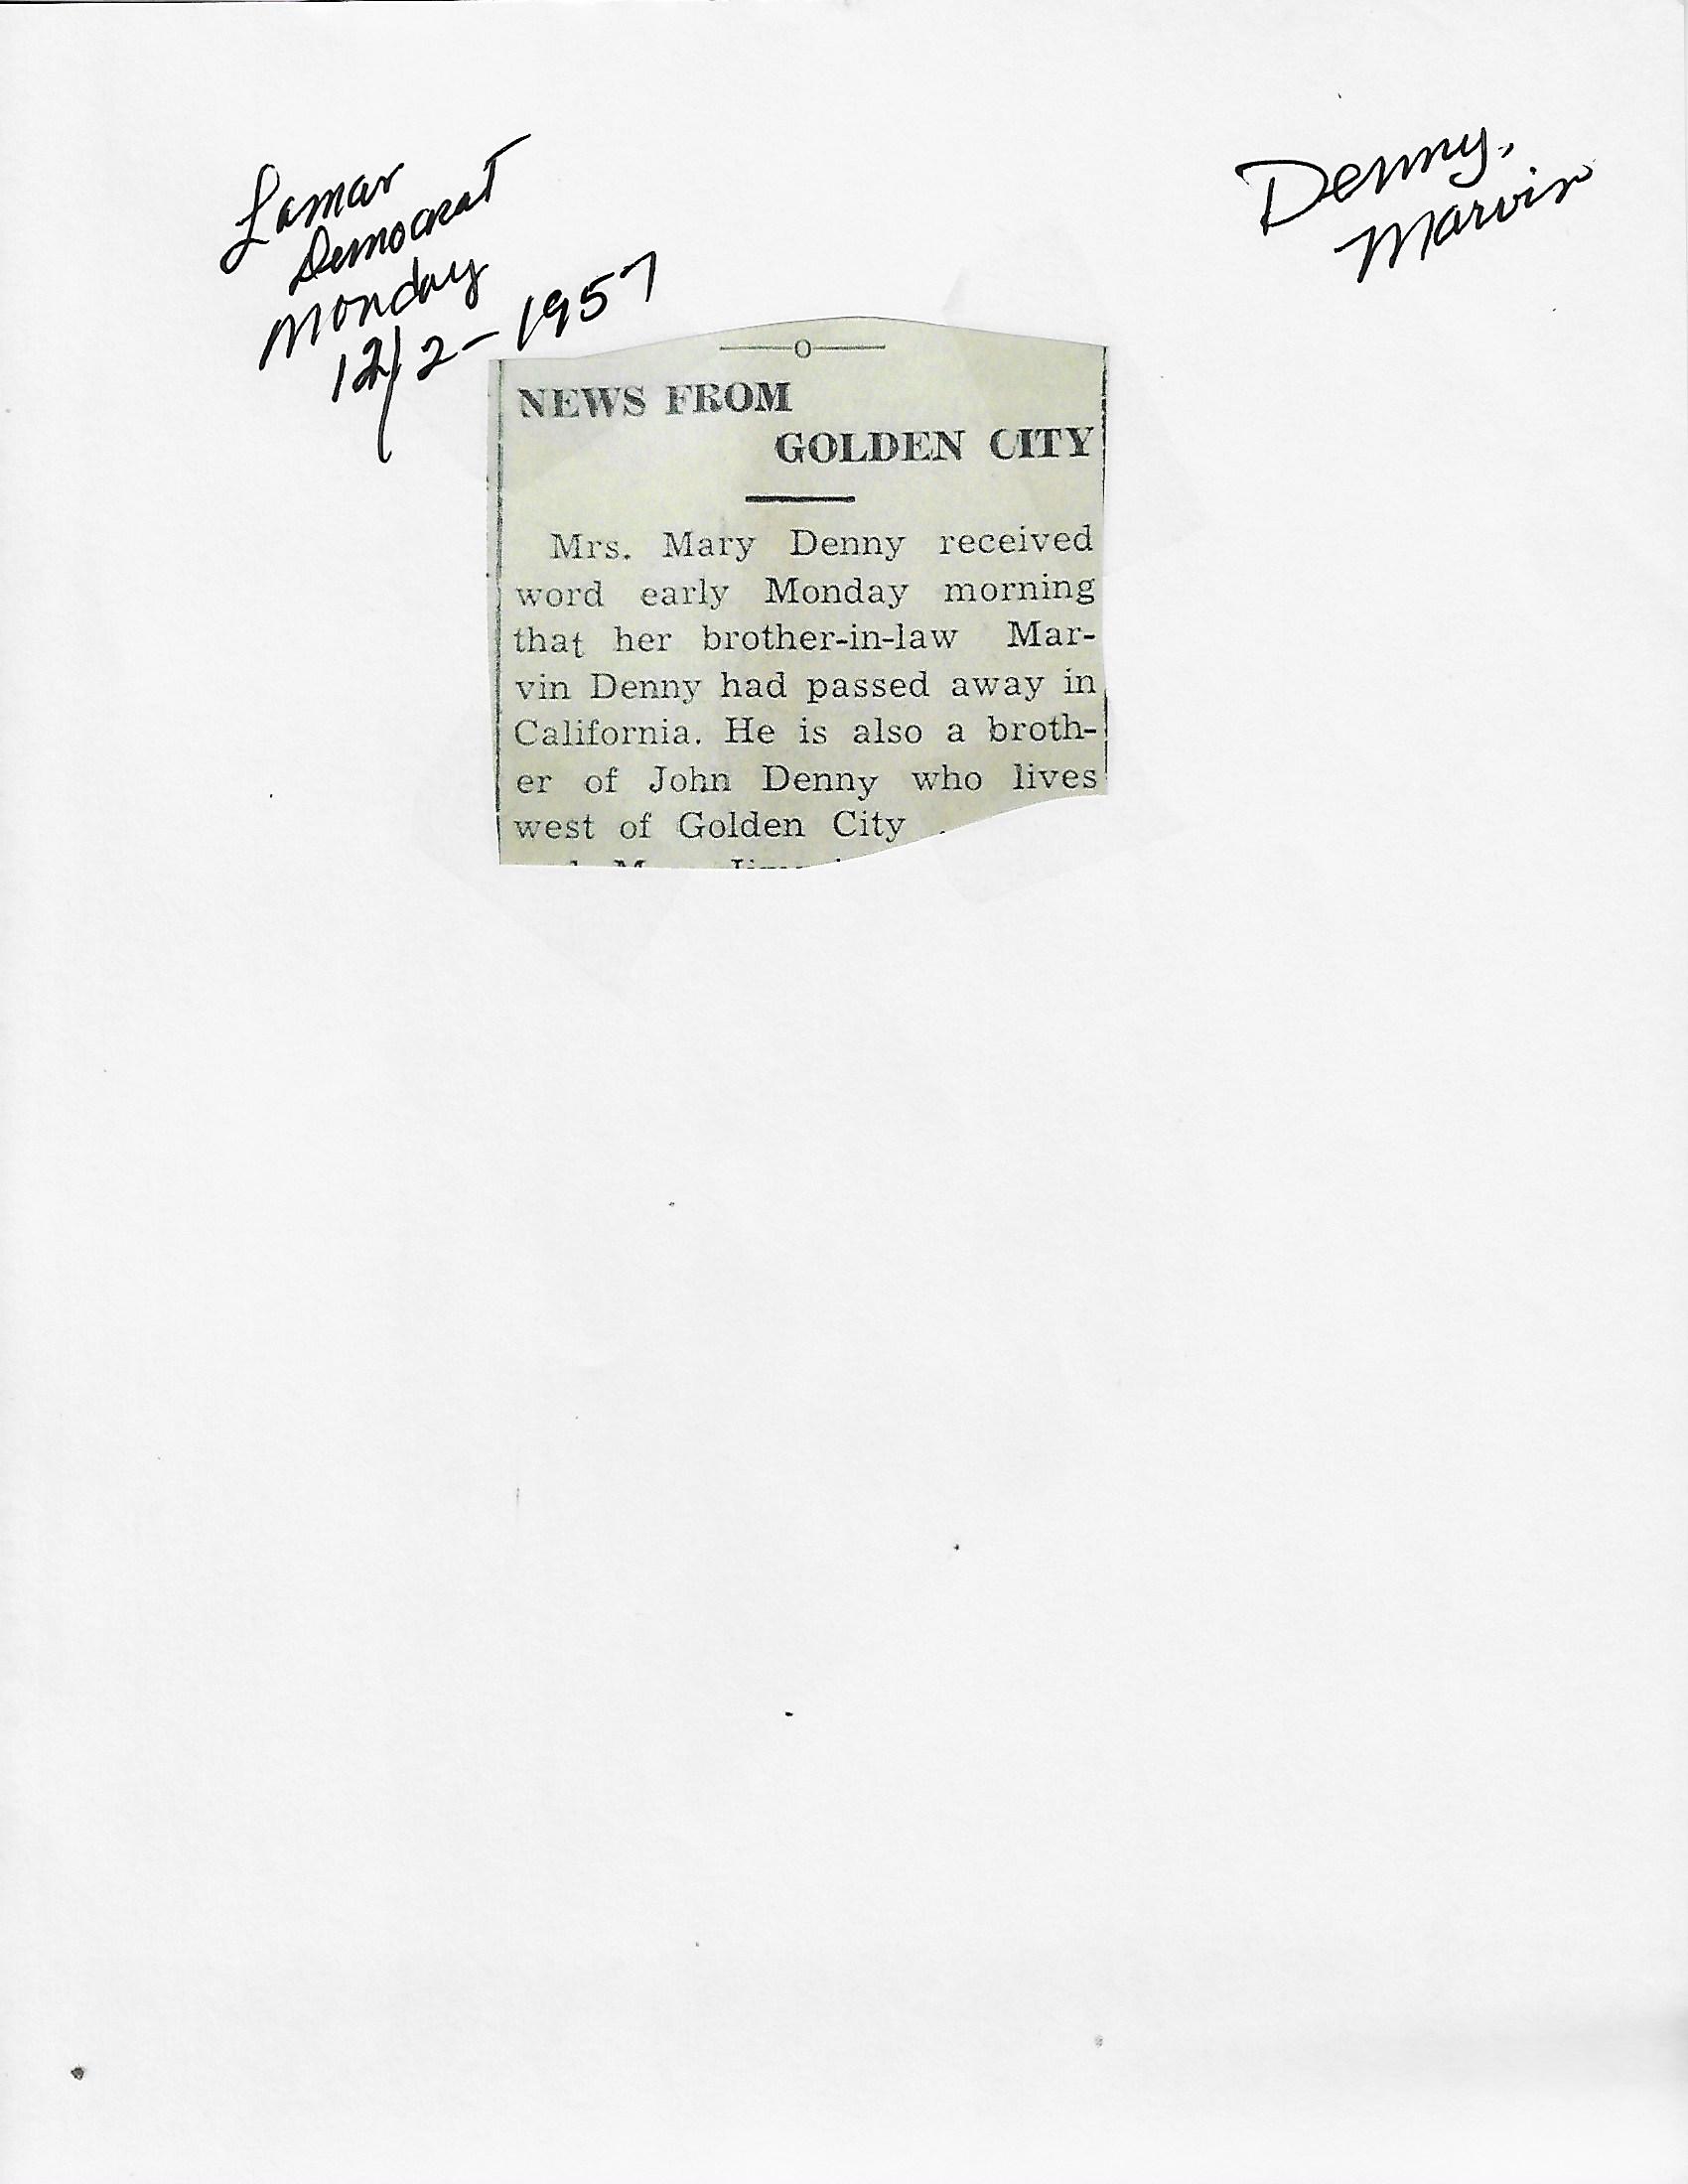 Lamar
Democrat
Monday
12/2-1957
Denny,
Marvin
NEWS FROM
GOLDEN CITY
Mrs. Mary Denny received
word early Monday morning
that her brother-in-law Mar-
vin Denny had passed away in
California. He is also a broth-
er of John Denny who lives
west of Golden City .